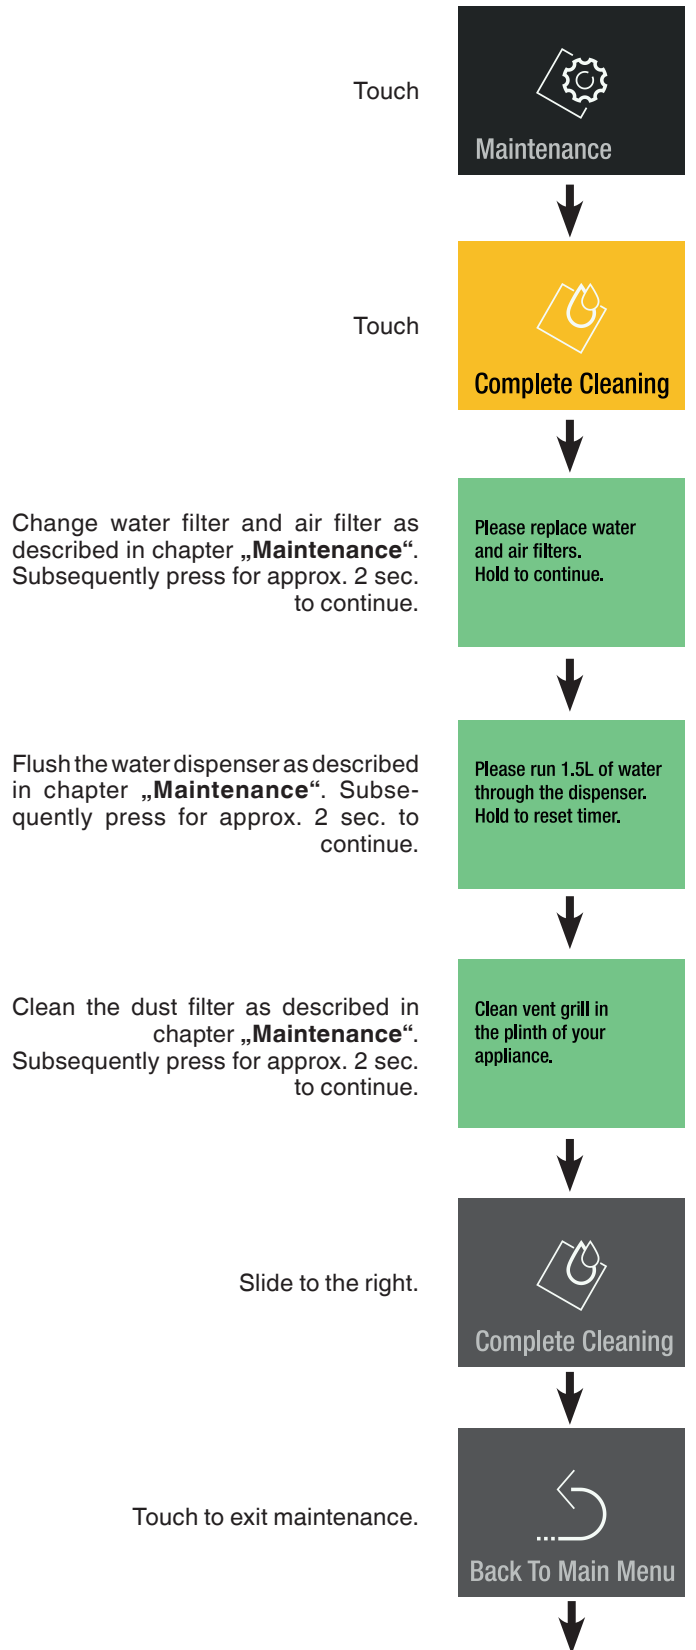 Touch
Maintenance
Touch
Complete Cleaning
Change water filter and air filter as
described in chapter „Maintenance“.
Subsequently press for approx. 2 sec.
to continue.
Please replace water
and air filters.
Hold to continue.
Flush the water dispenser as described
in chapter „Maintenance“. Subse-
quently press for approx. 2 sec. to
continue.
Please run 1.5L of water
through the dispenser.
Hold to reset timer.
Clean the dust filter as described in
chapter „Maintenance“.
Subsequently press for approx. 2 sec.
to continue.
Clean vent grill in
the plinth of your
appliance.
Slide to the right.
Complete Cleaning
Touch to exit maintenance.
Back To Main Menu